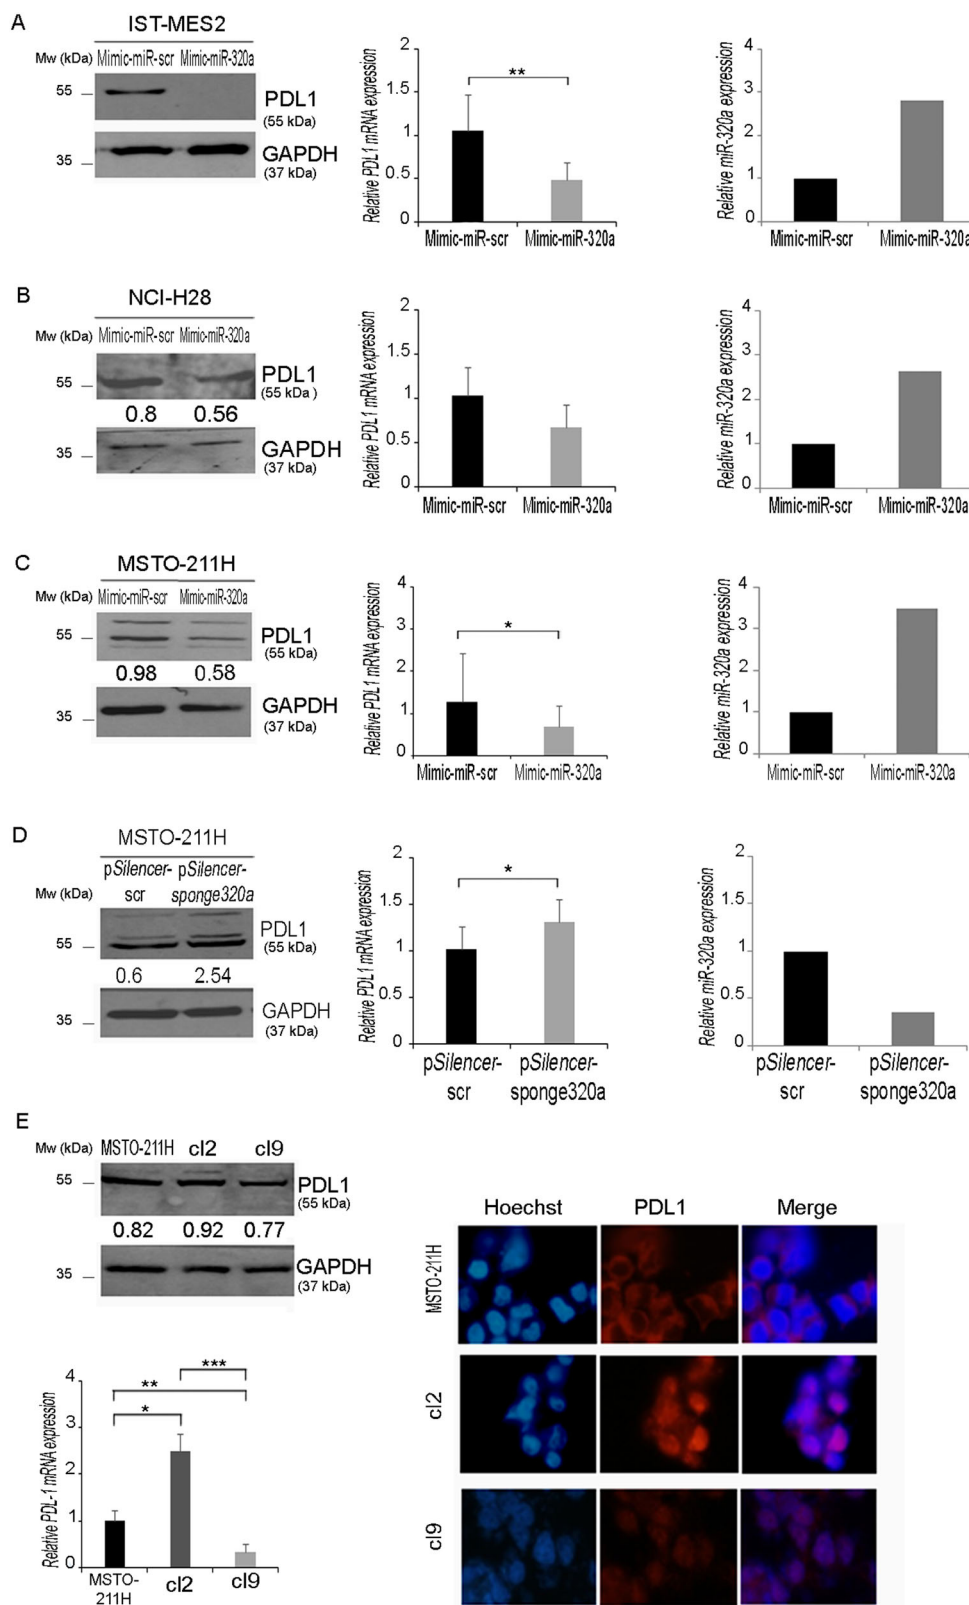 A
IST-MES2
Mw (kDa) Mimic-miR-scr Mimic-miR-320a
55
PDL1
(55 kDa)
35
GAPDH
(37 kDa)
Relative PDL1 mRNA expression
2
1.5
1
0.5
0
**
Mimic-miR-scr Mimic-miR-320a
Relative miR-320a expression
4
3
2
1
0
Mimic-miR-scr Mimic-miR-320a
B
NCI-H28
Mw (kDa) Mimic-miR-scr Mimic-miR-320a
55
PDL1
(55 kDa )
0.8 0.56
35
GAPDH
(37 kDa)
Relative PDL1 mRNA expression
2
1.5
1
0.5
0
Mimic-miR-scr Mimic-miR-320a
Relative miR-320a expression
4
3
2
1
0
Mimic-miR-scr Mimic-miR-320a
C
MSTO-211H
Mw (kDa) Mimic-miR-scr Mimic-miR-320a
55
PDL1
(55 kDa)
0.98 0.58
35
GAPDH
(37 kDa)
Relative PDL1 mRNA expression
4
3
2
1
0
*
Mimic-miR-scr Mimic-miR-320a
Relative miR-320a expression
4
3
2
1
0
Mimic-miR-scr Mimic-miR-320a
D
MSTO-211H
pSilencer- pSilencer-
Mw (kDa) scr sponge320a
55
PDL1
(55 kDa)
0.6 2.54
35
GAPDH
(37 kDa)
Relative PDL1 mRNA expression
2
1.5
1
0.5
0
*
pSilencer- pSilencer-
scr sponge320a
Relative miR-320a expression
2
1.5
1
0.5
0
pSilencer- pSilencer-
scr sponge320a
E
Mw (kDa) MSTO-211H cl2 cl9
55
PDL1
(55 kDa)
0.82 0.92 0.77
35
GAPDH
(37 kDa)
Relative PDL-1 mRNA expression
4
3
2
1
0
***
**
*
MSTO- cl2 cl9
211H
Hoechst PDL1 Merge
MSTO-211H
cl2
cl9